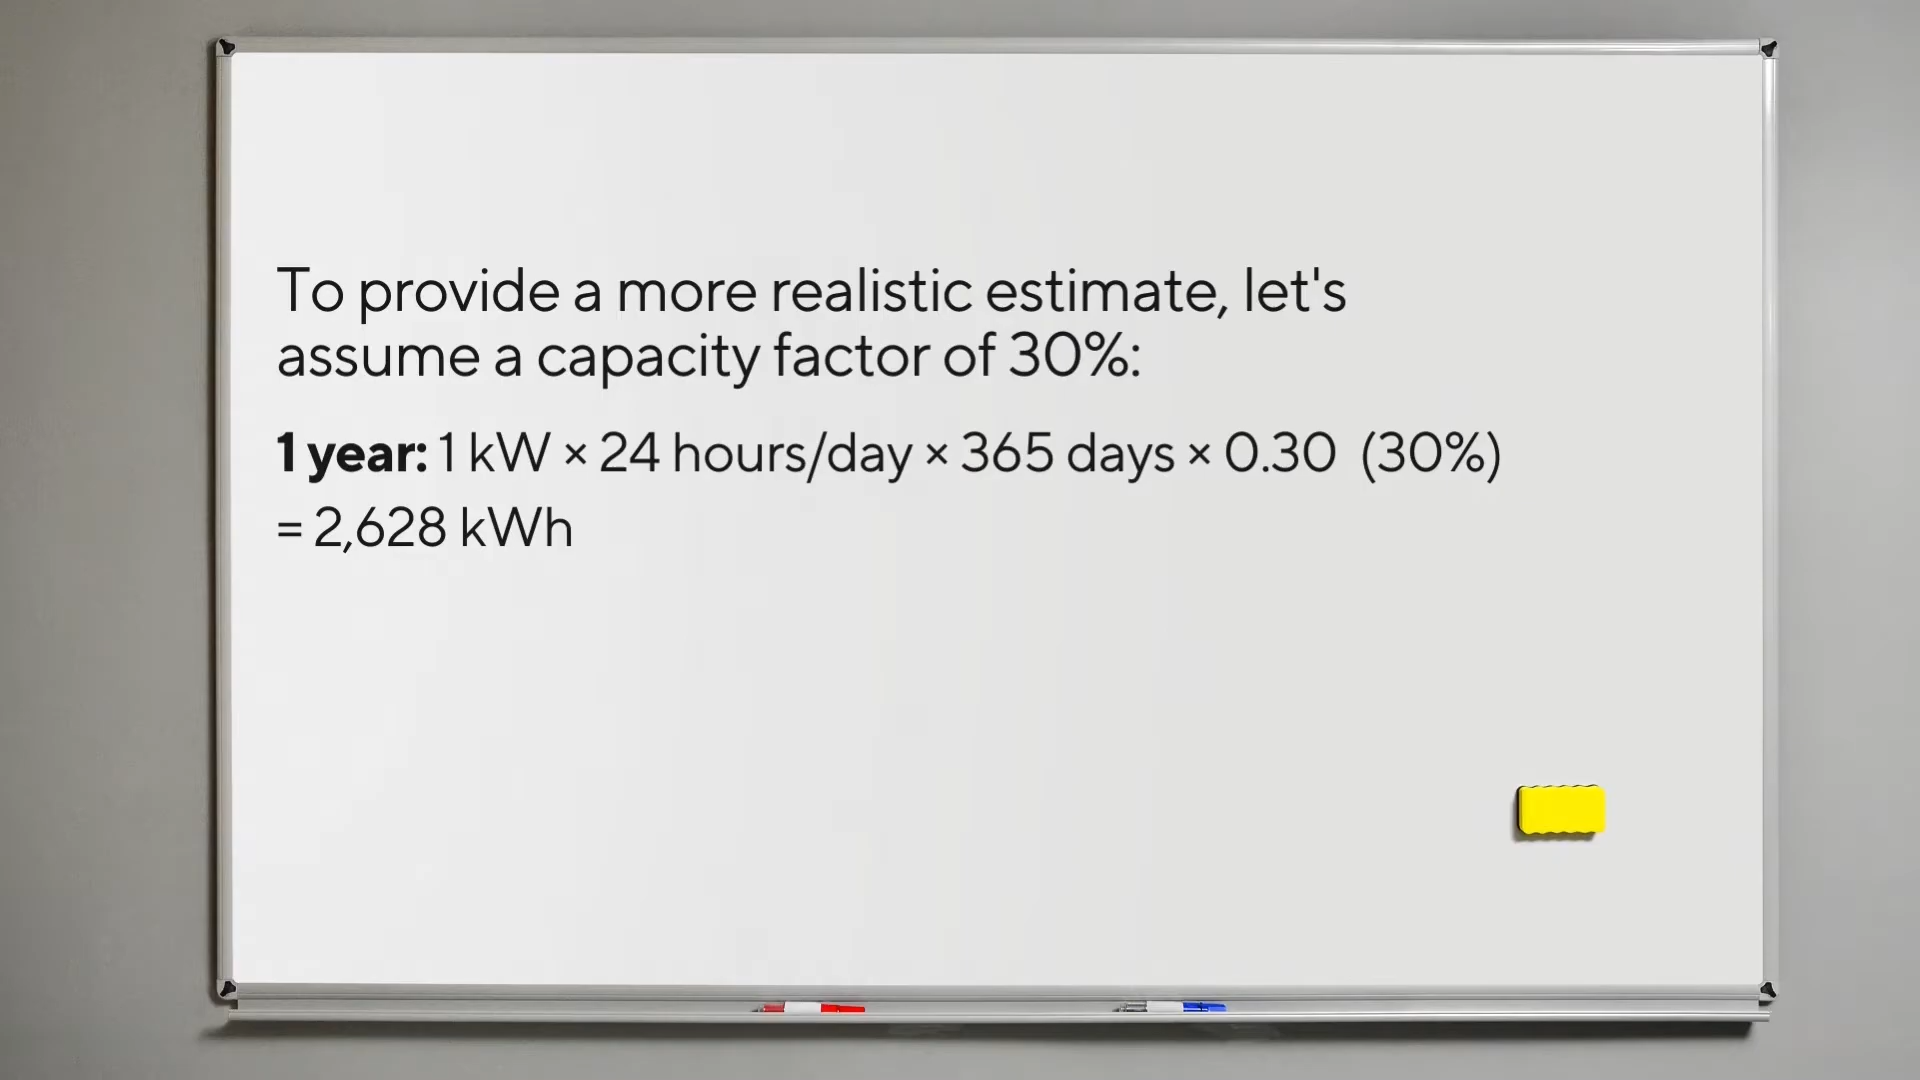 To provide a more realistic estimate, let's
assume a capacity factor of 30%:
1 year: 1 kW × 24 hours/day × 365 days × 0.30 (30%)
= 2,628 kWh